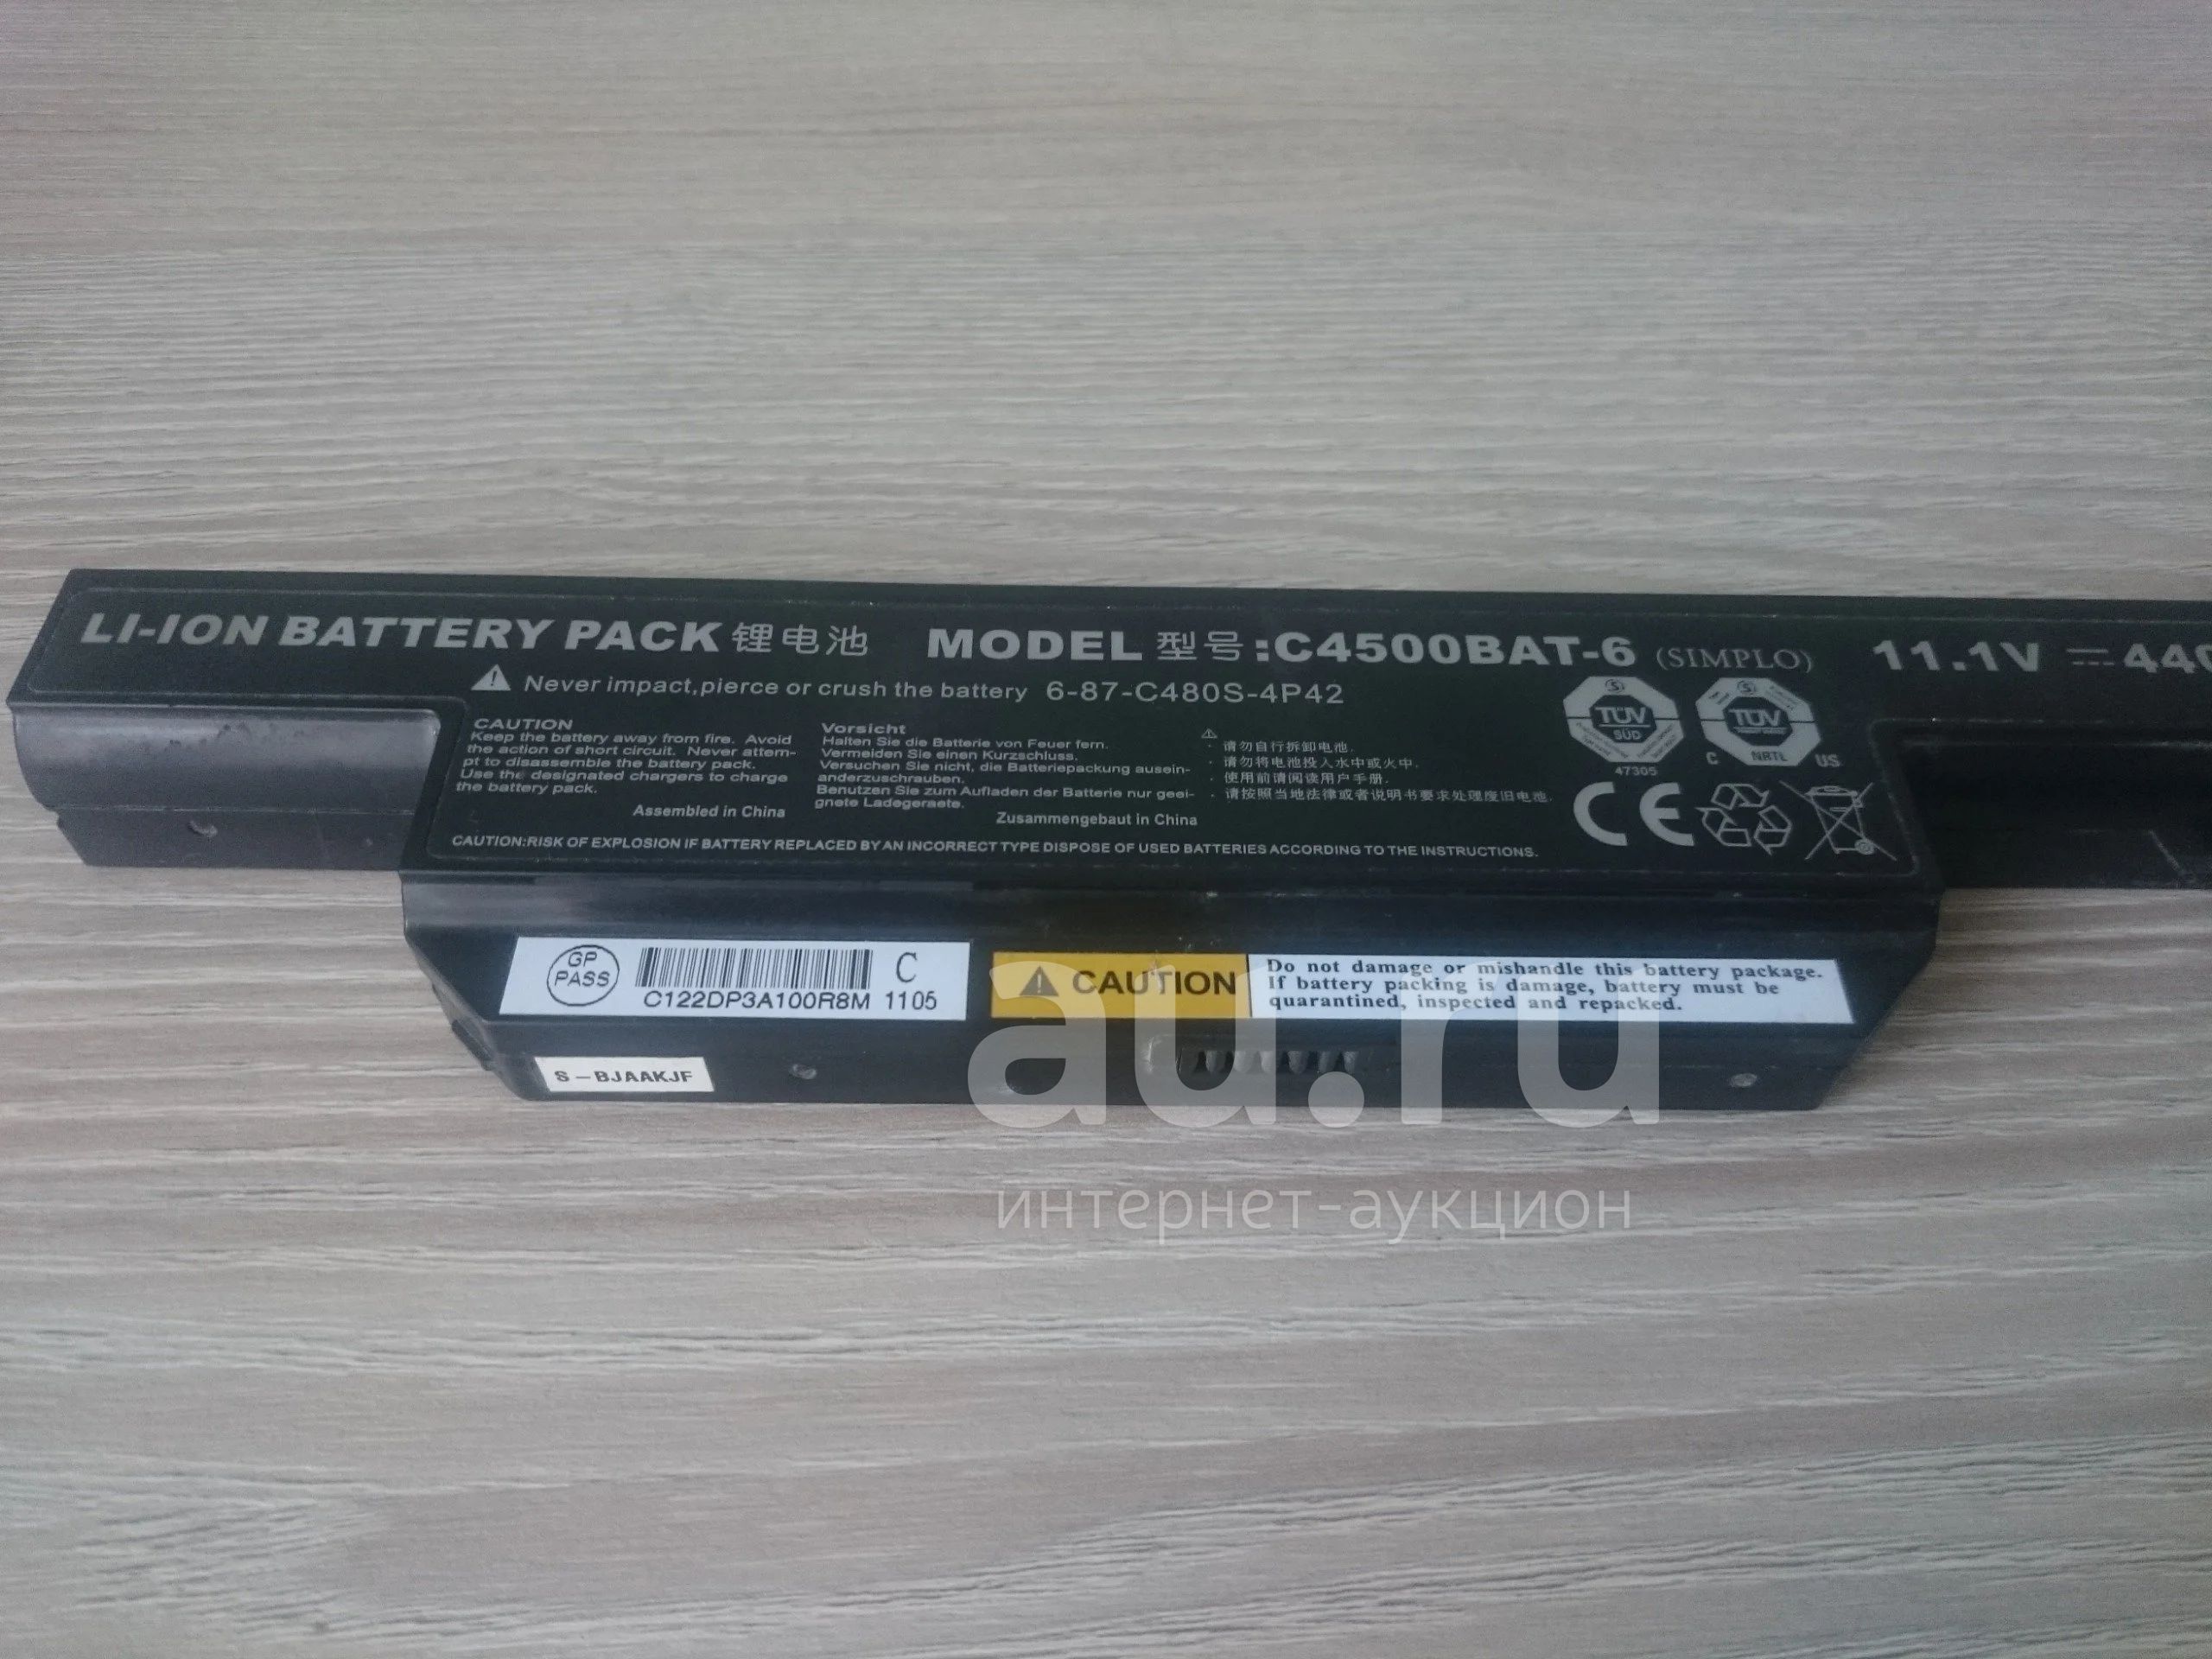 LI-ION BATTERY PACK 锂电池 MODEL 型号:C4500BAT-6 (SIMPLO) 11.1V 440
Never impact,pierce or crush the battery 6-87-C480S-4P42
CAUTION
Keep the battery away from fire. Avoid
the action of short circuit. Never attem-
pt to disassemble the battery pack.
Use the designated chargers to charge
the battery pack.
Assembled in China
Vorsicht
Halten Sie die Batterie von Feuer fern.
Vermeiden Sie einen Kurzschluss.
Versuchen Sie nicht, die Batteriepackung ausein-
anderzuschrauben.
Benutzen Sie zum Aufladen der Batterie nur geei-
gnete Ladegeraete.
Zusammengebaut in China
· 请勿自行拆卸电池.
· 请勿将电池投入水中或火中.
· 使用前请阅读用户手册.
· 请按照当地法律或者说明书要求处理废旧电池.
TÜV
SÜD
47305
TÜV
C NRTL US
CE
CAUTION:RISK OF EXPLOSION IF BATTERY REPLACED BY AN INCORRECT TYPE DISPOSE OF USED BATTERIES ACCORDING TO THE INSTRUCTIONS.
GP
PASS
C
C122DP3A100R8M 1105
CAUTION
Do not damage or mishandle this battery package.
If battery packing is damage, battery must be
quarantined, inspected and repacked.
S-BJAAKJF
au.ru
интернет-аукцион